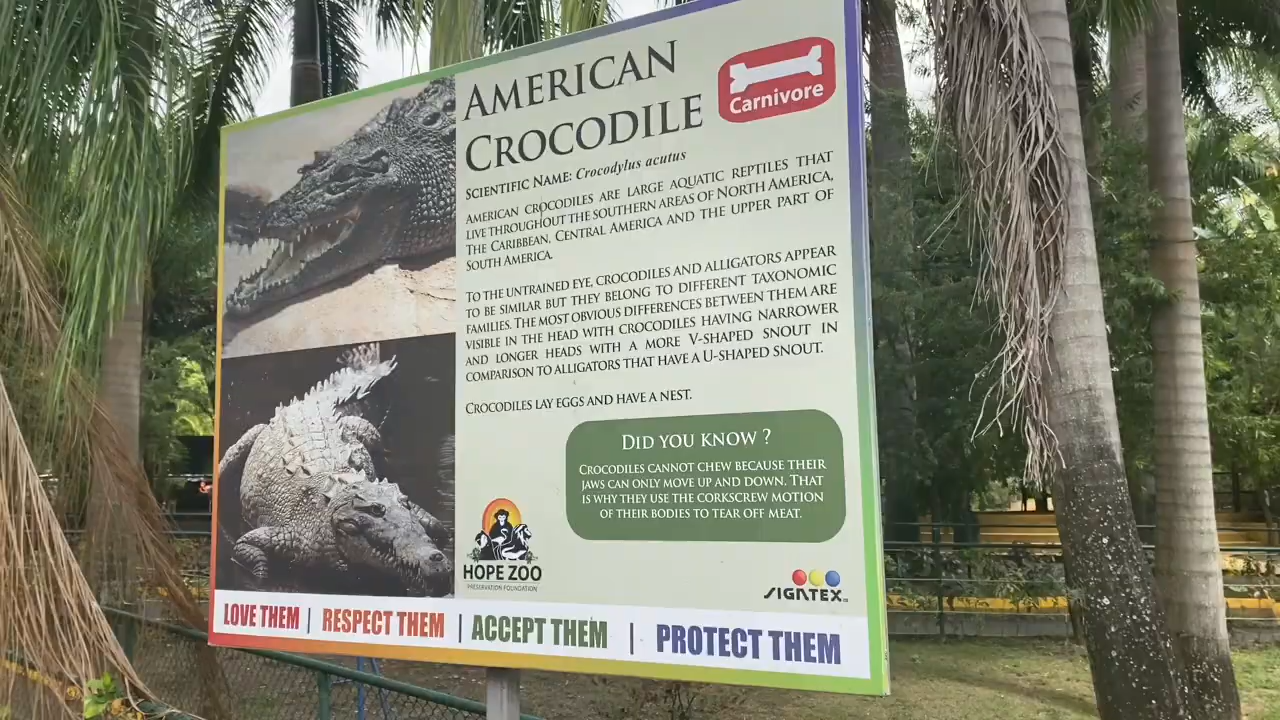 AMERICAN
CROCODILE
Carnivore
SCIENTIFIC NAME: Crocodylus acutus
AMERICAN CROCODILES ARE LARGE AQUATIC REPTILES THAT
LIVE THROUGHOUT THE SOUTHERN AREAS OF NORTH AMERICA,
THE CARIBBEAN, CENTRAL AMERICA AND THE UPPER PART OF
SOUTH AMERICA.
TO THE UNTRAINED EYE, CROCODILES AND ALLIGATORS APPEAR
TO BE SIMILAR BUT THEY BELONG TO DIFFERENT TAXONOMIC
FAMILIES. THE MOST OBVIOUS DIFFERENCES BETWEEN THEM ARE
VISIBLE IN THE HEAD WITH CROCODILES HAVING NARROWER
AND LONGER HEADS WITH A MORE V-SHAPED SNOUT IN
COMPARISON TO ALLIGATORS THAT HAVE A U-SHAPED SNOUT.
CROCODILES LAY EGGS AND HAVE A NEST.
DID YOU KNOW ?
CROCODILES CANNOT CHEW BECAUSE THEIR
JAWS CAN ONLY MOVE UP AND DOWN. THAT
IS WHY THEY USE THE CORKSCREW MOTION
OF THEIR BODIES TO TEAR OFF MEAT.
HOPE ZOO
PRESERVATION FOUNDATION
SIGNTEX
LOVE THEM | RESPECT THEM | ACCEPT THEM | PROTECT THEM